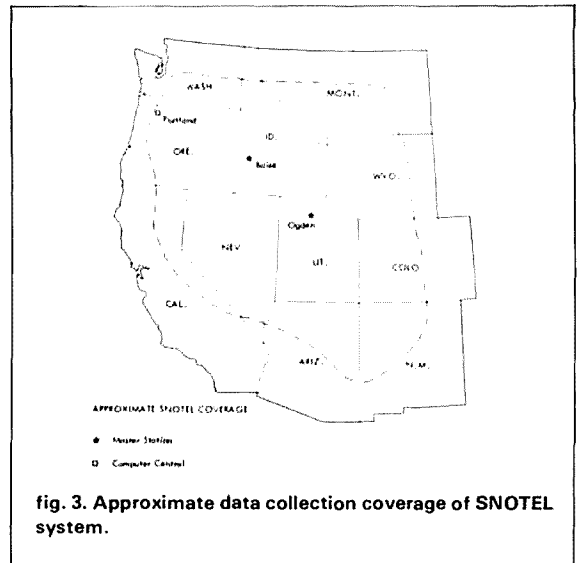 WASH
MONT.
Portland
ID.
ORE.
Boise
WYO.
Ogden
NEV.
UT.
COLO.
CAL.
ARIZ.
N.M.
APPROXIMATE SNOTEL COVERAGE
★ Master Station
□ Computer Central
fig. 3. Approximate data collection coverage of SNOTEL
system.